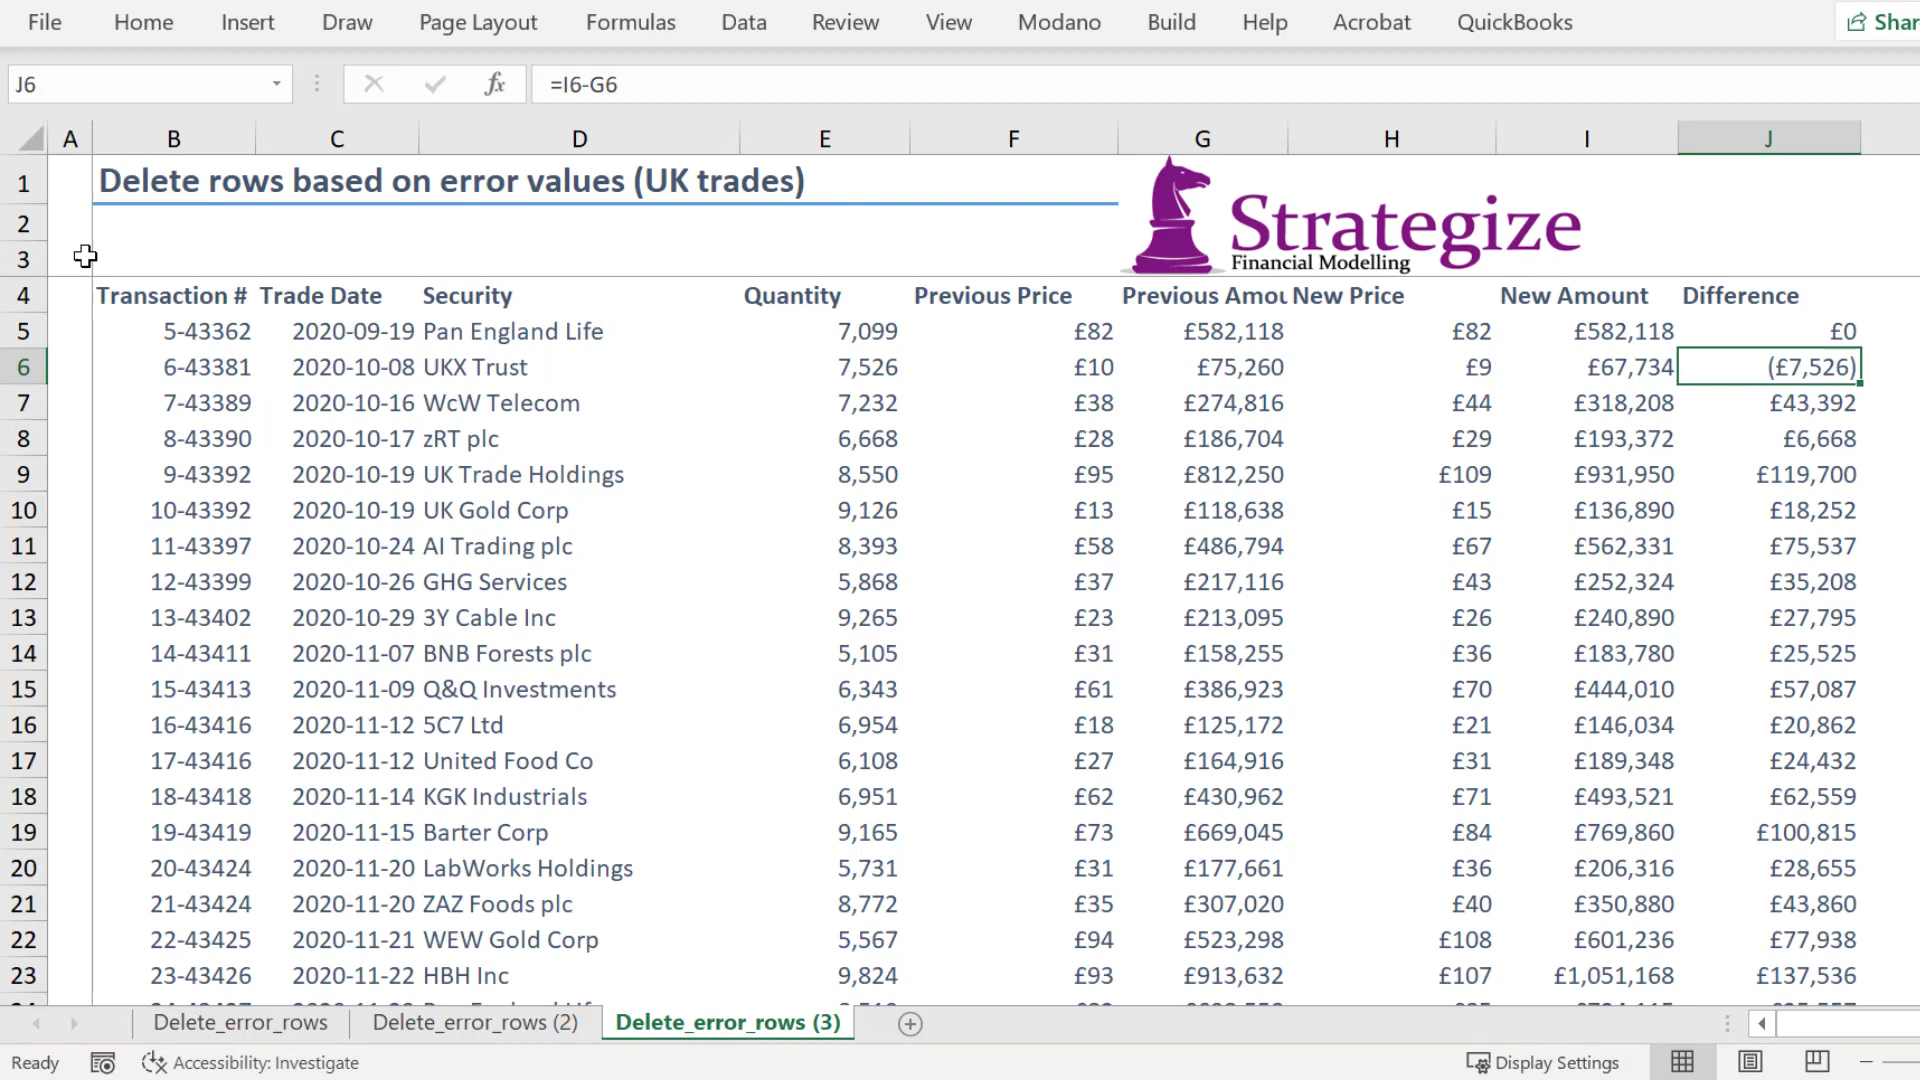 File Home Insert Draw Page Layout Formulas Data Review View Modano Build Help Acrobat QuickBooks Shar
J6 fx =I6-G6
A B C D E F G H I J
1 Delete rows based on error values (UK trades)
Strategize
Financial Modelling
2
3
4 Transaction # Trade Date Security Quantity Previous Price Previous Amou New Price New Amount Difference
5 5-43362 2020-09-19 Pan England Life 7,099 £82 £582,118 £82 £582,118 £0
6 6-43381 2020-10-08 UKX Trust 7,526 £10 £75,260 £9 £67,734 (£7,526)
7 7-43389 2020-10-16 WcW Telecom 7,232 £38 £274,816 £44 £318,208 £43,392
8 8-43390 2020-10-17 zRT plc 6,668 £28 £186,704 £29 £193,372 £6,668
9 9-43392 2020-10-19 UK Trade Holdings 8,550 £95 £812,250 £109 £931,950 £119,700
10 10-43392 2020-10-19 UK Gold Corp 9,126 £13 £118,638 £15 £136,890 £18,252
11 11-43397 2020-10-24 AI Trading plc 8,393 £58 £486,794 £67 £562,331 £75,537
12 12-43399 2020-10-26 GHG Services 5,868 £37 £217,116 £43 £252,324 £35,208
13 13-43402 2020-10-29 3Y Cable Inc 9,265 £23 £213,095 £26 £240,890 £27,795
14 14-43411 2020-11-07 BNB Forests plc 5,105 £31 £158,255 £36 £183,780 £25,525
15 15-43413 2020-11-09 Q&Q Investments 6,343 £61 £386,923 £70 £444,010 £57,087
16 16-43416 2020-11-12 5C7 Ltd 6,954 £18 £125,172 £21 £146,034 £20,862
17 17-43416 2020-11-12 United Food Co 6,108 £27 £164,916 £31 £189,348 £24,432
18 18-43418 2020-11-14 KGK Industrials 6,951 £62 £430,962 £71 £493,521 £62,559
19 19-43419 2020-11-15 Barter Corp 9,165 £73 £669,045 £84 £769,860 £100,815
20 20-43424 2020-11-20 LabWorks Holdings 5,731 £31 £177,661 £36 £206,316 £28,655
21 21-43424 2020-11-20 ZAZ Foods plc 8,772 £35 £307,020 £40 £350,880 £43,860
22 22-43425 2020-11-21 WEW Gold Corp 5,567 £94 £523,298 £108 £601,236 £77,938
23 23-43426 2020-11-22 HBH Inc 9,824 £93 £913,632 £107 £1,051,168 £137,536
Delete_error_rows Delete_error_rows (2) Delete_error_rows (3)
Ready Accessibility: Investigate Display Settings